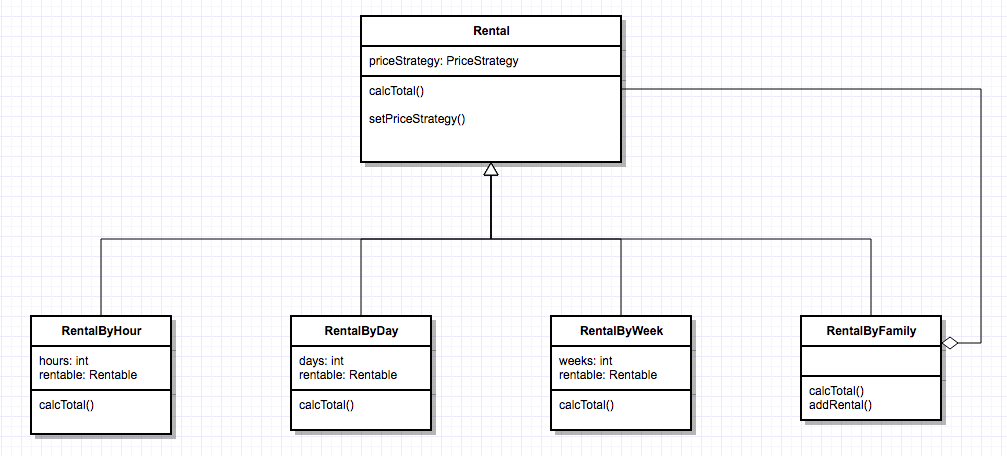 Rental
priceStrategy: PriceStrategy
calcTotal()
setPriceStrategy()
RentalByHour
hours: int
rentable: Rentable
calcTotal()
RentalByDay
days: int
rentable: Rentable
calcTotal()
RentalByWeek
weeks: int
rentable: Rentable
calcTotal()
RentalByFamily
calcTotal()
addRental()